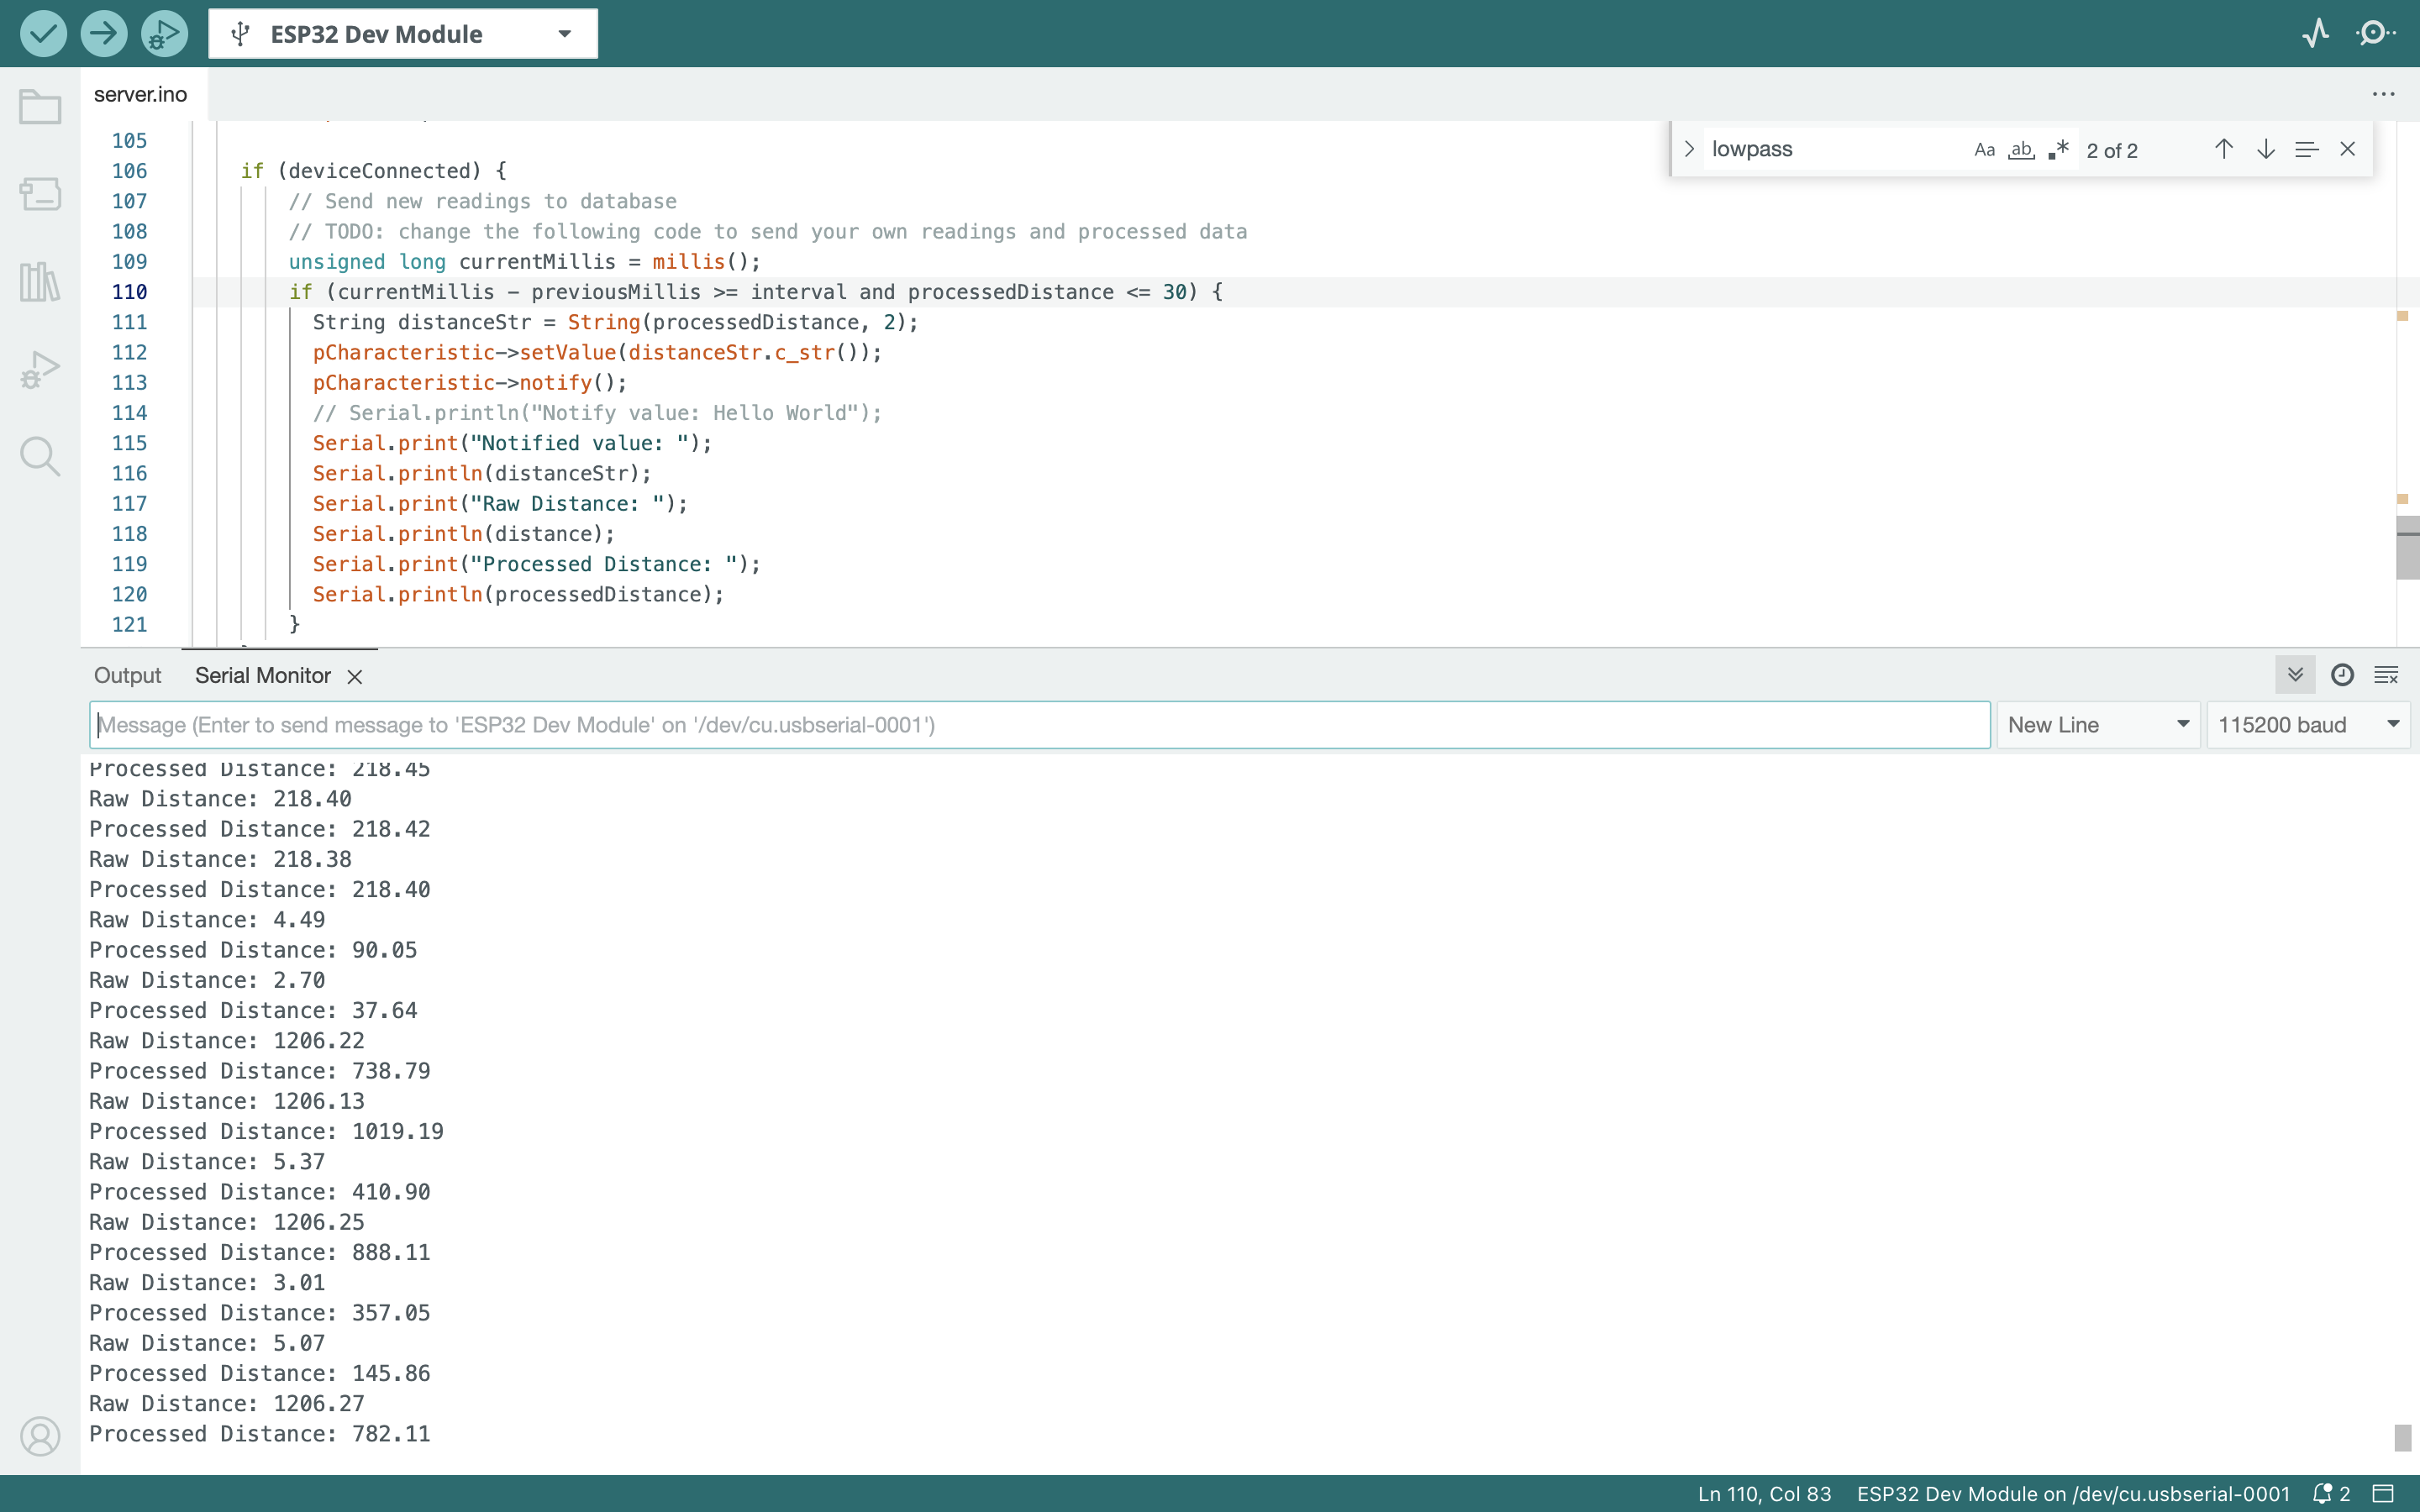 ESP32 Dev Module
server.ino
lowpass
Aa
ab
.*
2 of 2
105
106 if (deviceConnected) {
107 // Send new readings to database
108 // TODO: change the following code to send your own readings and processed data
109 unsigned long currentMillis = millis();
110 if (currentMillis - previousMillis >= interval and processedDistance <= 30) {
111 String distanceStr = String(processedDistance, 2);
112 pCharacteristic->setValue(distanceStr.c_str());
113 pCharacteristic->notify();
114 // Serial.println("Notify value: Hello World");
115 Serial.print("Notified value: ");
116 Serial.println(distanceStr);
117 Serial.print("Raw Distance: ");
118 Serial.println(distance);
119 Serial.print("Processed Distance: ");
120 Serial.println(processedDistance);
121 }
Output Serial Monitor
Message (Enter to send message to 'ESP32 Dev Module' on '/dev/cu.usbserial-0001')
New Line
115200 baud
Processed Distance: 218.45
Raw Distance: 218.40
Processed Distance: 218.42
Raw Distance: 218.38
Processed Distance: 218.40
Raw Distance: 4.49
Processed Distance: 90.05
Raw Distance: 2.70
Processed Distance: 37.64
Raw Distance: 1206.22
Processed Distance: 738.79
Raw Distance: 1206.13
Processed Distance: 1019.19
Raw Distance: 5.37
Processed Distance: 410.90
Raw Distance: 1206.25
Processed Distance: 888.11
Raw Distance: 3.01
Processed Distance: 357.05
Raw Distance: 5.07
Processed Distance: 145.86
Raw Distance: 1206.27
Processed Distance: 782.11
Ln 110, Col 83 ESP32 Dev Module on /dev/cu.usbserial-0001 2